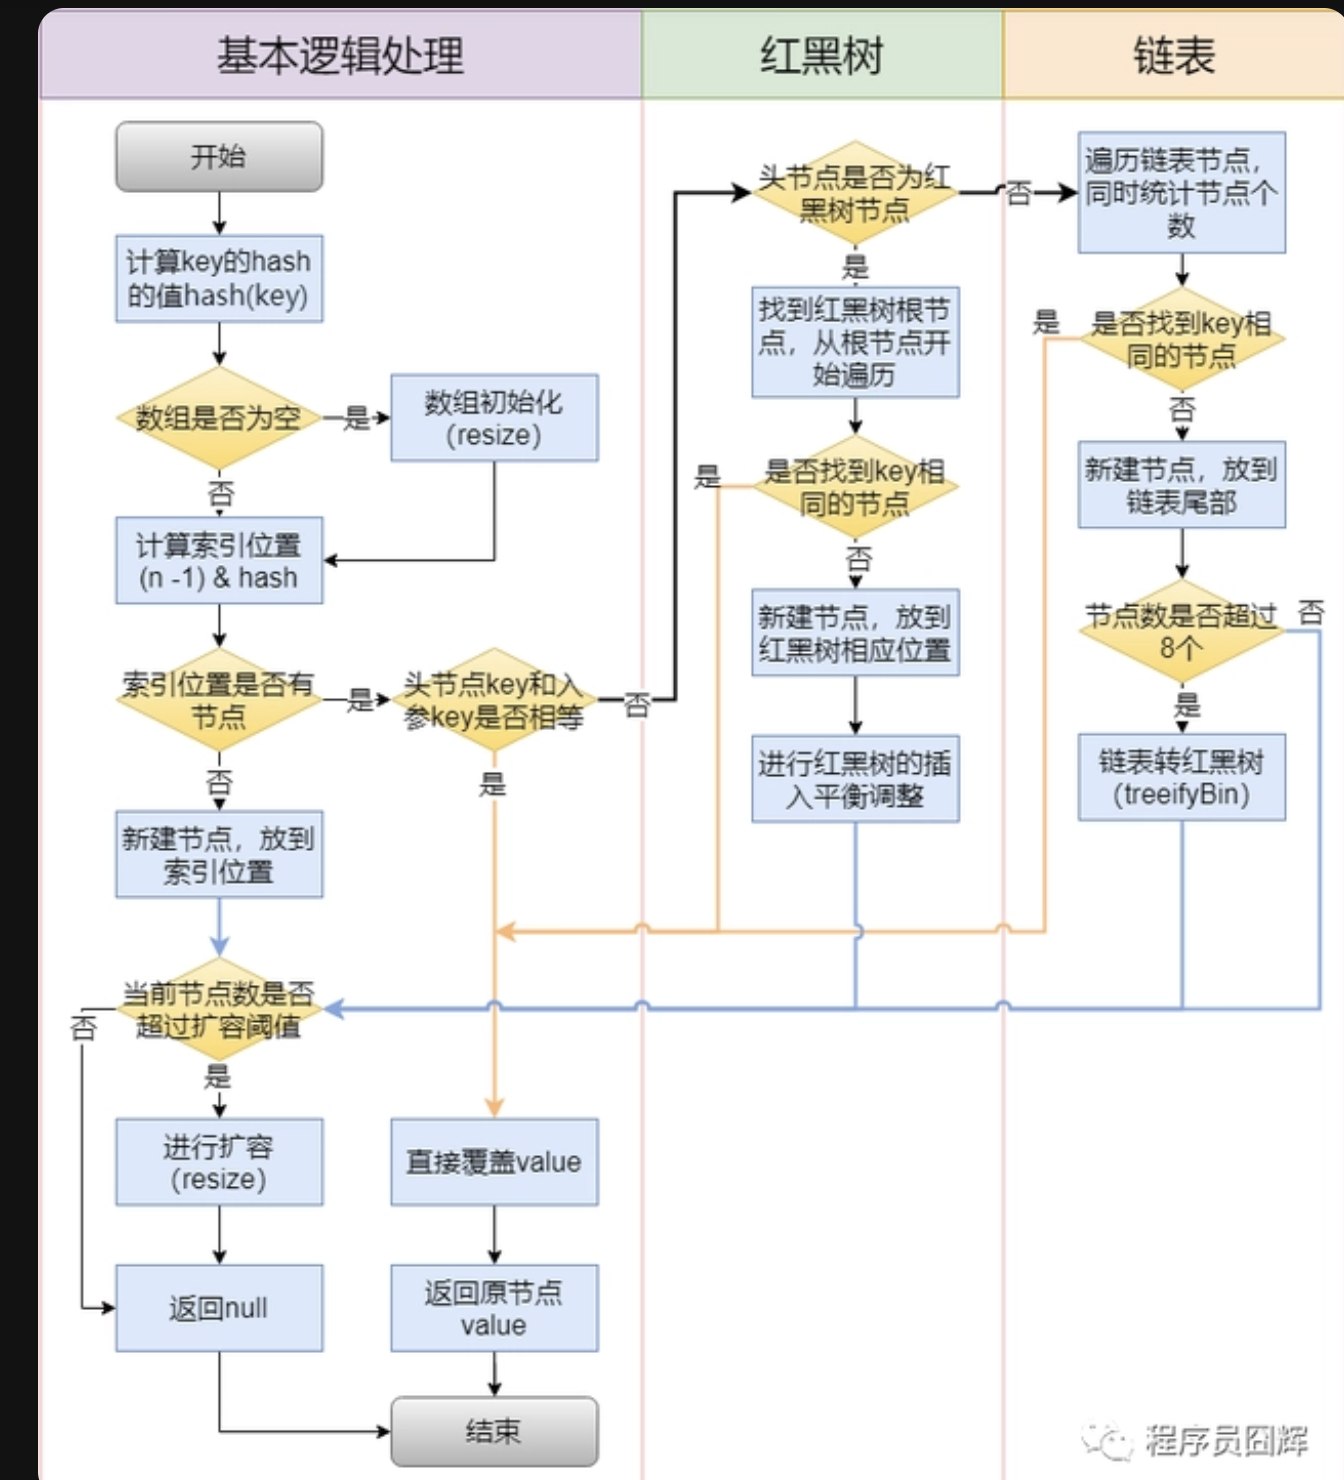 基本逻辑处理
红黑树
链表
开始
计算key的hash
的值hash(key)
数组是否为空
是
数组初始化
(resize)
否
计算索引位置
(n -1) & hash
索引位置是否有
节点
是
头节点key和入
参key是否相等
否
是
否
新建节点，放到
索引位置
当前节点数是否
超过扩容阈值
否
是
进行扩容
(resize)
返回null
直接覆盖value
返回原节点
value
结束
头节点是否为红
黑树节点
否
是
找到红黑树根节
点，从根节点开
始遍历
是否找到key相
同的节点
是
否
新建节点，放到
红黑树相应位置
进行红黑树的插
入平衡调整
遍历链表节点，
同时统计节点个
数
是否找到key相
同的节点
是
否
新建节点，放到
链表尾部
节点数是否超过
8个
否
是
链表转红黑树
(treeifyBin)
程序员囧辉